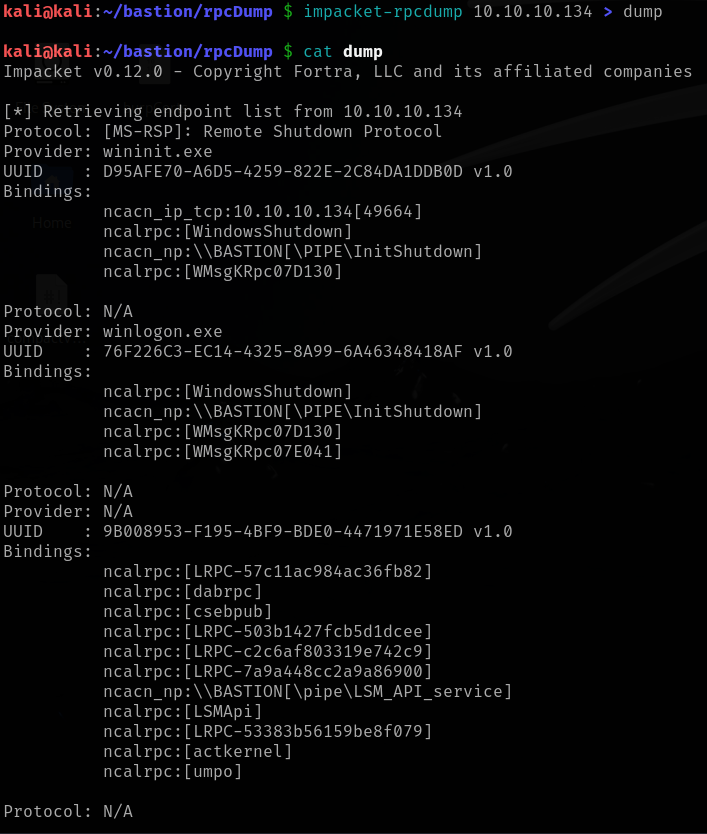 kali@kali:~/bastion/rpcDump $ impacket-rpcdump 10.10.10.134 > dump
kali@kali:~/bastion/rpcDump $ cat dump
Impacket v0.12.0 - Copyright Fortra, LLC and its affiliated companies
[*] Retrieving endpoint list from 10.10.10.134
Protocol: [MS-RSP]: Remote Shutdown Protocol
Provider: wininit.exe
UUID    : D95AFE70-A6D5-4259-822E-2C84DA1DDB0D v1.0
Bindings:
          ncacn_ip_tcp:10.10.10.134[49664]
          ncalrpc:[WindowsShutdown]
          ncacn_np:\\BASTION[\PIPE\InitShutdown]
          ncalrpc:[WMsgKRpc07D130]
Home
Protocol: N/A
Provider: winlogon.exe
UUID    : 76F226C3-EC14-4325-8A99-6A46348418AF v1.0
Bindings:
          ncalrpc:[WindowsShutdown]
          ncacn_np:\\BASTION[\PIPE\InitShutdown]
          ncalrpc:[WMsgKRpc07D130]
          ncalrpc:[WMsgKRpc07E041]
Protocol: N/A
Provider: N/A
UUID    : 9B008953-F195-4BF9-BDE0-4471971E58ED v1.0
Bindings:
          ncalrpc:[LRPC-57c11ac984ac36fb82]
          ncalrpc:[dabrpc]
          ncalrpc:[csebpub]
          ncalrpc:[LRPC-503b1427fcb5d1dcee]
          ncalrpc:[LRPC-c2c6af803319e742c9]
          ncalrpc:[LRPC-7a9a448cc2a9a86900]
          ncacn_np:\\BASTION[\pipe\LSM_API_service]
          ncalrpc:[LSMApi]
          ncalrpc:[LRPC-53383b56159be8f079]
          ncalrpc:[actkernel]
          ncalrpc:[umpo]
Protocol: N/A